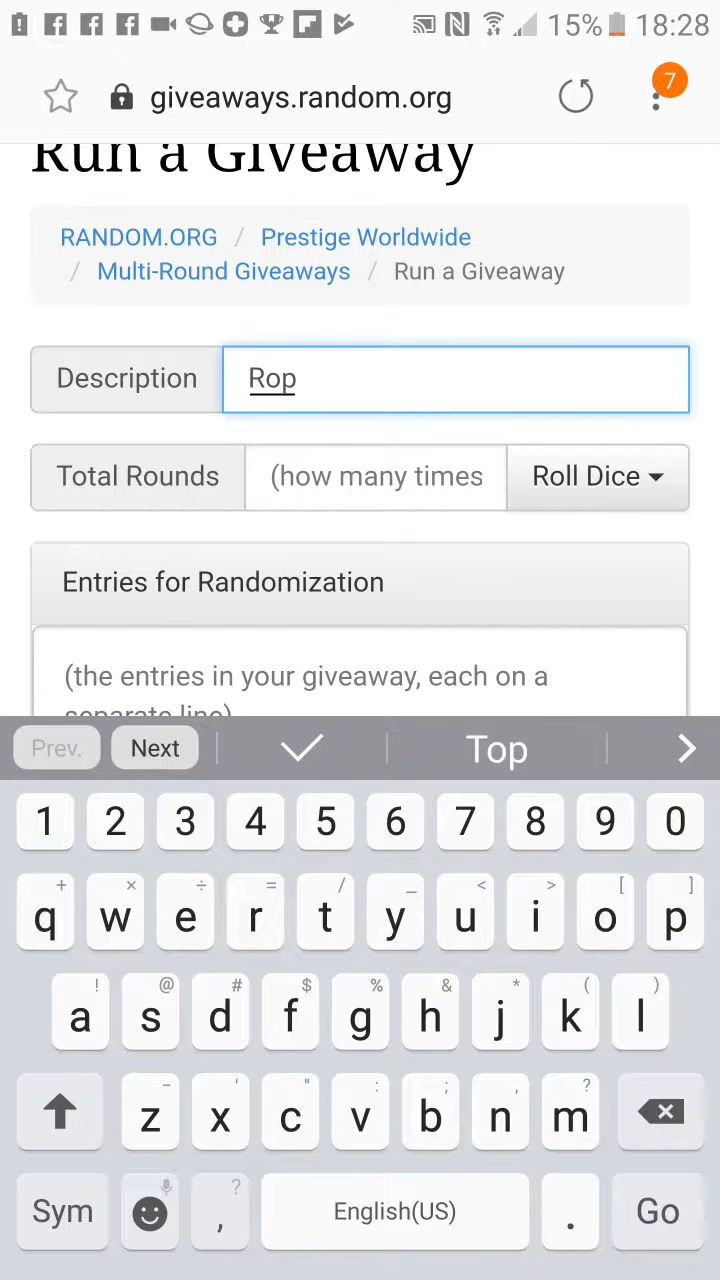 15% 18:28
giveaways.random.org
7
Run a Giveaway
RANDOM.ORG / Prestige Worldwide
/ Multi-Round Giveaways / Run a Giveaway
Description Rop
Total Rounds (how many times Roll Dice
Entries for Randomization
(the entries in your giveaway, each on a
separate line)
Prev. Next Top
1 2 3 4 5 6 7 8 9 0
+ × ÷ = / _ < > [ ]
q w e r t y u i o p
! @ # $ % & * ( )
a s d f g h j k l
- ' " : ; , ?
z x c v b n m
?
Sym , English(US) . Go